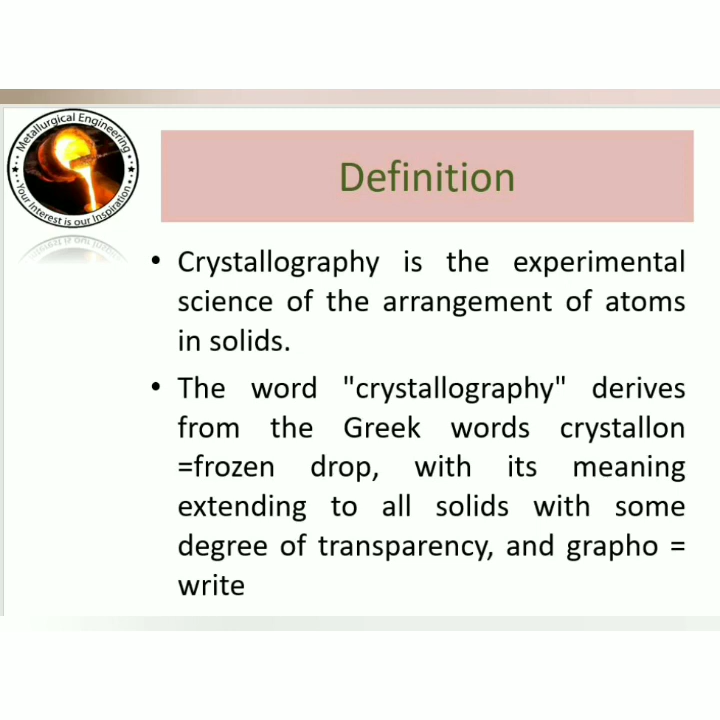 Metallurgical Engineering
Your Interest is our Inspiration
Definition
• Crystallography is the experimental
science of the arrangement of atoms
in solids.
• The word "crystallography" derives
from the Greek words crystallon
=frozen drop, with its meaning
extending to all solids with some
degree of transparency, and grapho =
write